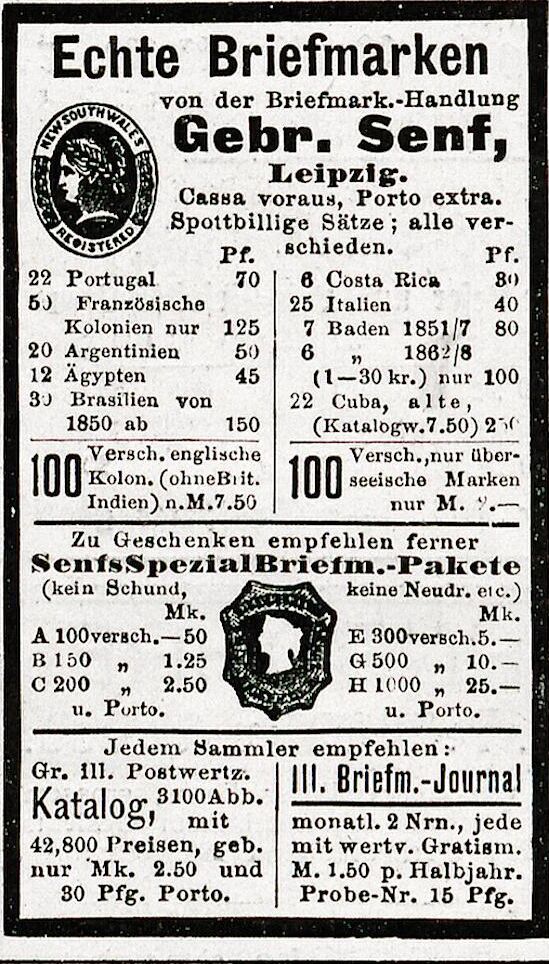 Echte Briefmarken
von der Briefmark.-Handlung
Gebr. Senf,
Leipzig.
Cassa voraus, Porto extra.
Spottbillige Sätze; alle ver-
schieden.
NEW SOUTH WALES
REGISTERED
Pf.
22 Portugal 70
50 Französische
Kolonien nur 125
20 Argentinien 50
12 Ägypten 45
30 Brasilien von
1850 ab 150
Pf.
6 Costa Rica 80
25 Italien 40
7 Baden 1851/7 80
6 „ 1862/8
(1—30 kr.) nur 100
22 Cuba, alte,
(Katalogw.7.50)
100 Versch. englische
Kolon. (ohne Brit.
Indien) n.M.7.50
100 Versch.,nur über-
seeische Marken
nur M. .—
Zu Geschenken empfehlen ferner
Senfs Spezial Briefm.-Pakete
(kein Schund,
keine Neudr. etc.)
Mk.
A 100 versch.—50
B 150 „ 1.25
C 200 „ 2.50
u. Porto.
Mk.
E 300 versch.5.—
G 500 „ 10.—
H 1000 „ 25.—
u. Porto.
Jedem Sammler empfehlen:
Gr. Ill. Postwertz.
Katalog, 3100 Abb.
mit
42,800 Preisen, geb.
nur Mk. 2.50 und
30 Pfg. Porto.
Ill. Briefm.-Journal
monatl. 2 Nrn., jede
mit wertv. Gratism.
M. 1.50 p. Halbjahr.
Probe-Nr. 15 Pfg.